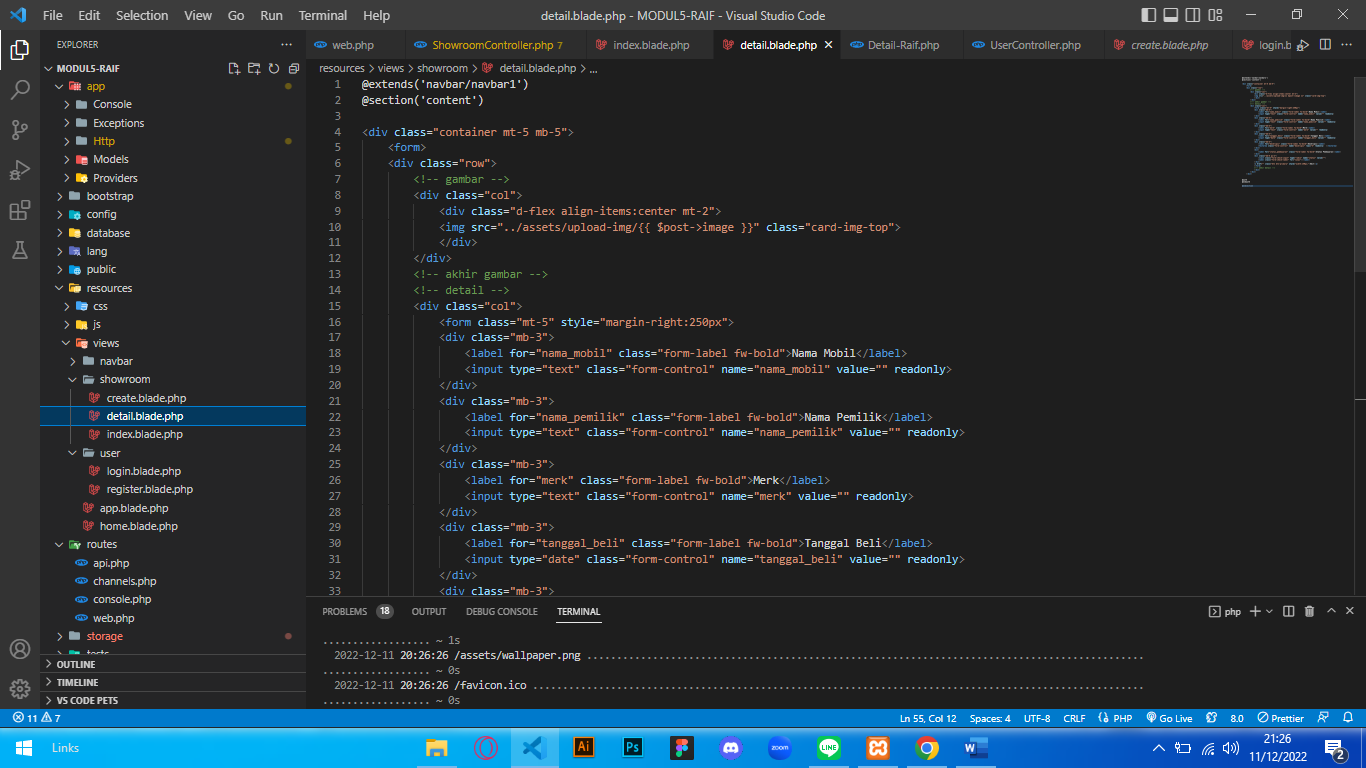 File Edit Selection View Go Run Terminal Help
detail.blade.php - MODUL5-RAIF - Visual Studio Code
EXPLORER
MODUL5-RAIF
app
Console
Exceptions
Http
Models
Providers
bootstrap
config
database
lang
public
resources
css
js
views
navbar
showroom
create.blade.php
detail.blade.php
index.blade.php
user
login.blade.php
register.blade.php
app.blade.php
home.blade.php
routes
api.php
channels.php
console.php
web.php
storage
tests
OUTLINE
TIMELINE
VS CODE PETS
web.php ShowroomController.php 7 index.blade.php detail.blade.php Detail-Raif.php UserController.php create.blade.php login.b
resources > views > showroom > detail.blade.php > ...
1 @extends('navbar/navbar1')
2 @section('content')
3
4 <div class="container mt-5 mb-5">
5 <form>
6 <div class="row">
7 <!-- gambar -->
8 <div class="col">
9 <div class="d-flex align-items:center mt-2">
10 <img src="../assets/upload-img/{{ $post->image }}" class="card-img-top">
11 </div>
12 </div>
13 <!-- akhir gambar -->
14 <!-- detail -->
15 <div class="col">
16 <form class="mt-5" style="margin-right:250px">
17 <div class="mb-3">
18 <label for="nama_mobil" class="form-label fw-bold">Nama Mobil</label>
19 <input type="text" class="form-control" name="nama_mobil" value="" readonly>
20 </div>
21 <div class="mb-3">
22 <label for="nama_pemilik" class="form-label fw-bold">Nama Pemilik</label>
23 <input type="text" class="form-control" name="nama_pemilik" value="" readonly>
24 </div>
25 <div class="mb-3">
26 <label for="merk" class="form-label fw-bold">Merk</label>
27 <input type="text" class="form-control" name="merk" value="" readonly>
28 </div>
29 <div class="mb-3">
30 <label for="tanggal_beli" class="form-label fw-bold">Tanggal Beli</label>
31 <input type="date" class="form-control" name="tanggal_beli" value="" readonly>
32 </div>
33 <div class="mb-3">
PROBLEMS 18 OUTPUT DEBUG CONSOLE TERMINAL
php
................. ~ 1s
2022-12-11 20:26:26 /assets/wallpaper.png .........................................................................................
................. ~ 0s
2022-12-11 20:26:26 /favicon.ico ..................................................................................................
................. ~ 0s
11 7
Ln 55, Col 12 Spaces: 4 UTF-8 CRLF PHP Go Live 8.0 Prettier
Links
Ai
Ps
zoom
LINE
W
21:26
11/12/2022
2